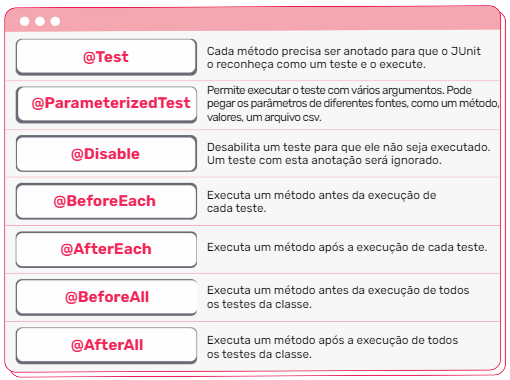 @Test
Cada método precisa ser anotado para que o JUnit
o reconheça como um teste e o execute.
@ParameterizedTest
Permite executar o teste com vários argumentos. Pode
pegar os parâmetros de diferentes fontes, como um método,
valores, um arquivo csv.
@Disable
Desabilita um teste para que ele não seja executado.
Um teste com esta anotação será ignorado.
@BeforeEach
Executa um método antes da execução de
cada teste.
@AfterEach
Executa um método após a execução de cada teste.
@BeforeAll
Executa um método antes da execução de todos
os testes da classe.
@AfterAll
Executa um método após a execução de todos
os testes da classe.